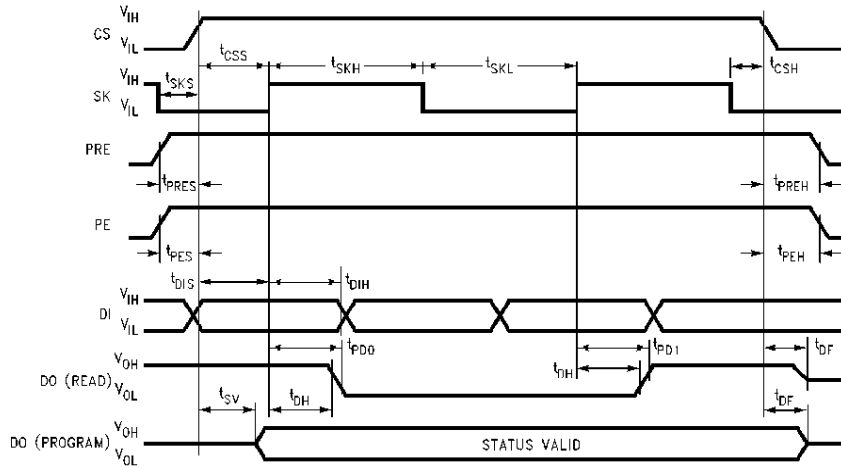 V_IH
CS
V_IL
t_CSS
t_SKH
t_SKL
t_CSH
V_IH
t_SKS
SK
V_IL
PRE
t_PRES
t_PREH
PE
t_PES
t_PEH
t_DIS
t_DIH
V_IH
DI
V_IL
t_PD0
t_PD1
t_DF
V_OH
DO (READ)
V_OL
t_DH
t_SV
t_DH
t_DF
V_OH
DO (PROGRAM)
STATUS VALID
V_OL